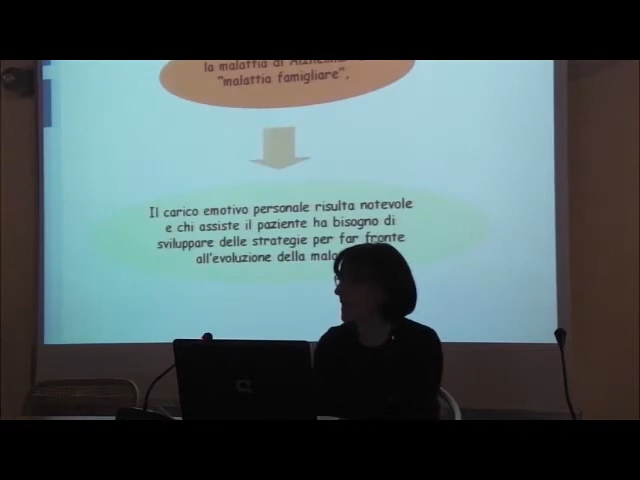 la malattia di
"malattia famigliare".
Il carico emotivo personale risulta notevole
e chi assiste il paziente ha bisogno di
sviluppare delle strategie per far fronte
all'evoluzione della